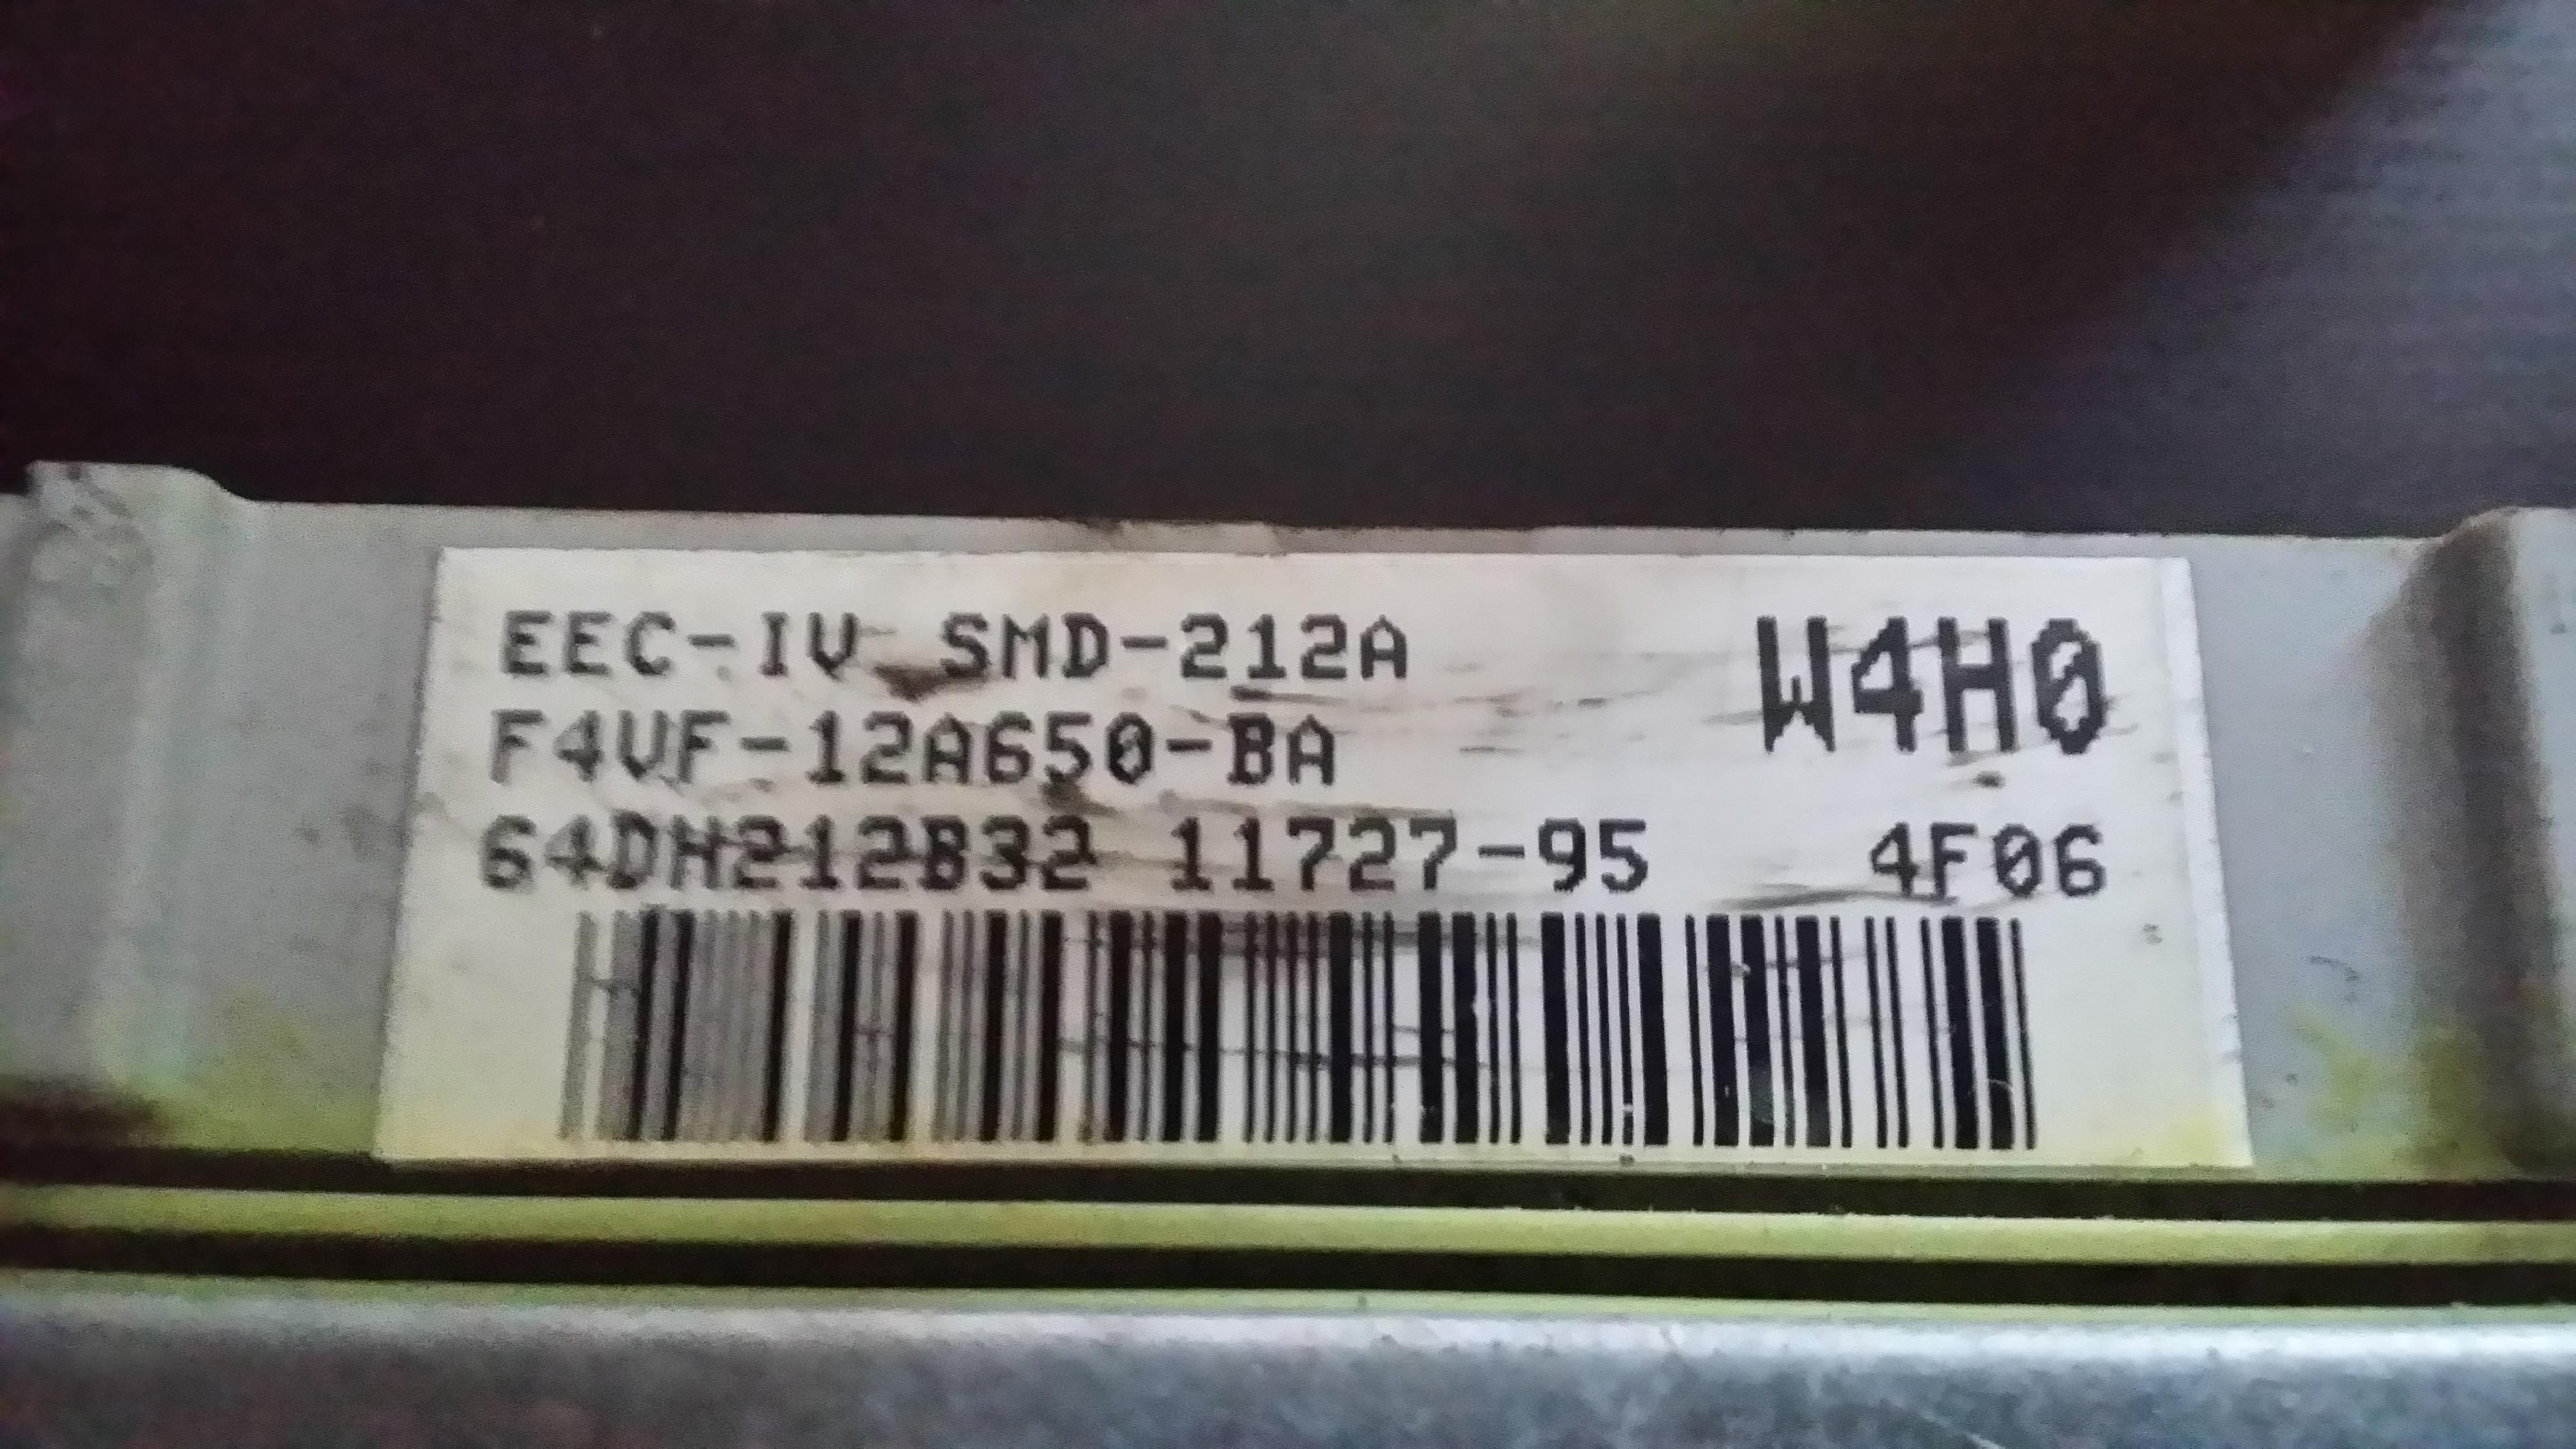 EEC-IV SMD-212A
W4H0
F4VF-12A650-BA
64DH212B32 11727-95 4F06